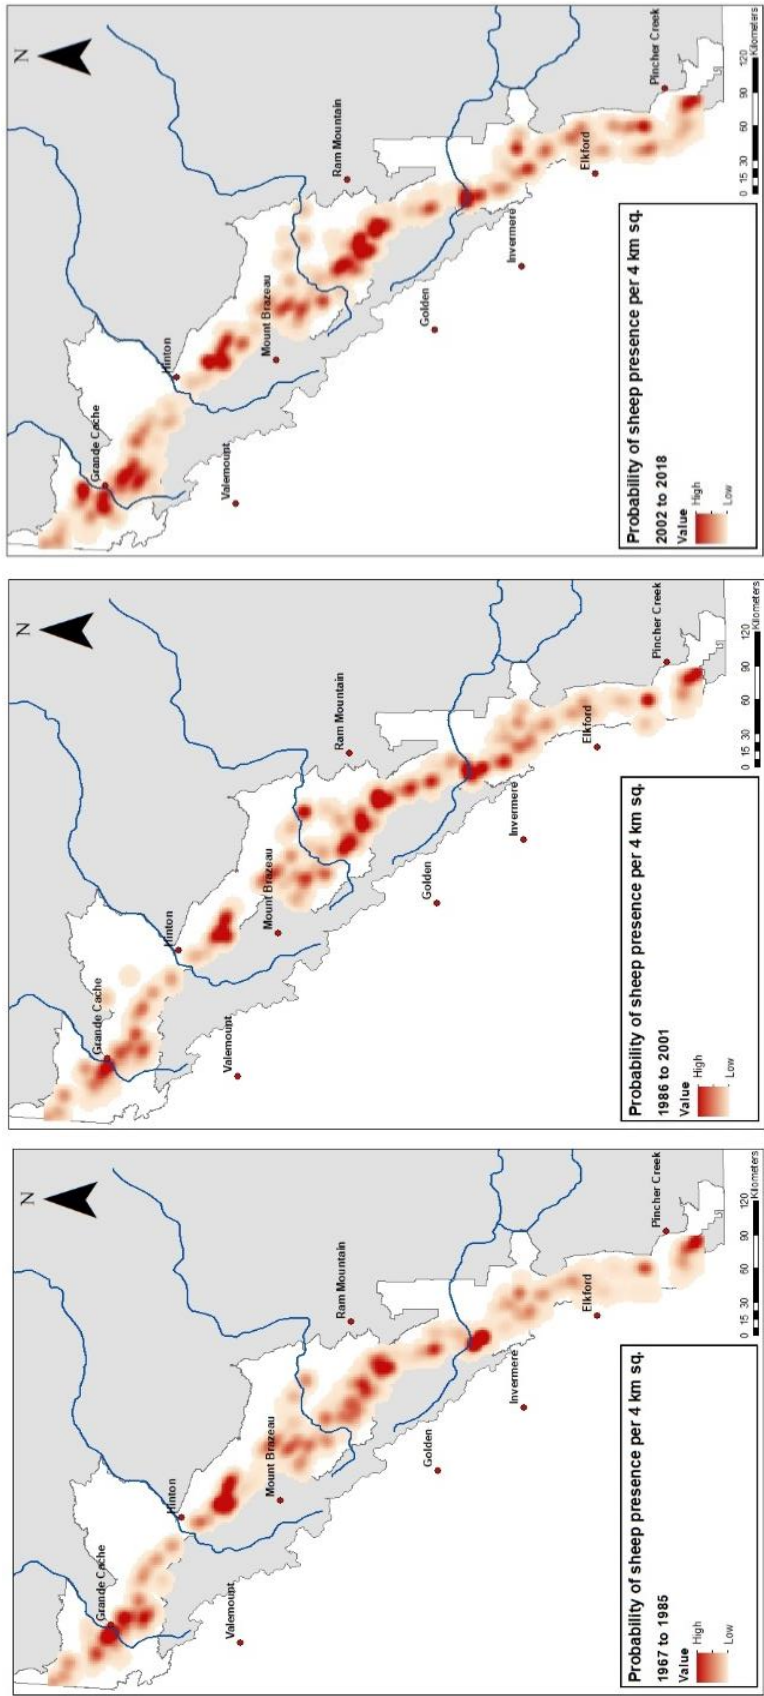 N
Grande Cache
Hinton
Valemount
Mount Brazeau
Ram Mountain
Golden
Invermere
Elkford
Pincher Creek
Probability of sheep presence per 4 km sq.
1967 to 1985
Value
High
Low
0 15 30 60 90 120
Kilometers
N
Grande Cache
Hinton
Valemount
Mount Brazeau
Ram Mountain
Golden
Invermere
Elkford
Pincher Creek
Probability of sheep presence per 4 km sq.
1986 to 2001
Value
High
Low
0 15 30 60 90 120
Kilometers
N
Grande Cache
Hinton
Valemount
Mount Brazeau
Ram Mountain
Golden
Invermere
Elkford
Pincher Creek
Probability of sheep presence per 4 km sq.
2002 to 2018
Value
High
Low
0 15 30 60 90 120
Kilometers